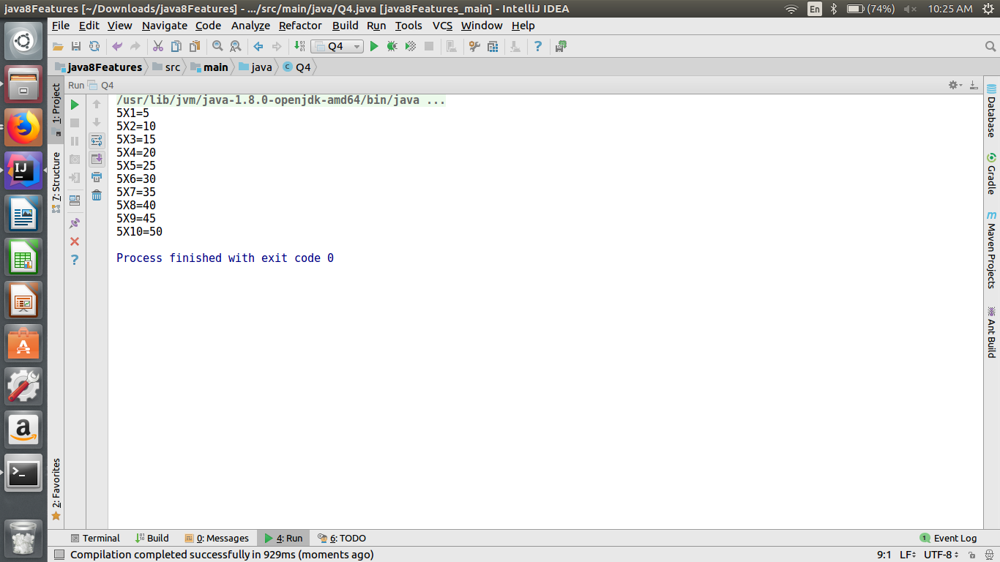 java8Features [~/Downloads/java8Features] - .../src/main/java/Q4.java [java8Features_main] - IntelliJ IDEA
En
(74%)
10:25 AM
File Edit View Navigate Code Analyze Refactor Build Run Tools VCS Window Help
Q4
java8Features src main java Q4
Run Q4
1: Project
7: Structure
2: Favorites
/usr/lib/jvm/java-1.8.0-openjdk-amd64/bin/java ...
5X1=5
5X2=10
5X3=15
5X4=20
5X5=25
5X6=30
5X7=35
5X8=40
5X9=45
5X10=50
Process finished with exit code 0
Database
Gradle
Maven Projects
Ant Build
Terminal Build 0: Messages 4: Run 6: TODO 1 Event Log
Compilation completed successfully in 929ms (moments ago) 9:1 LF UTF-8